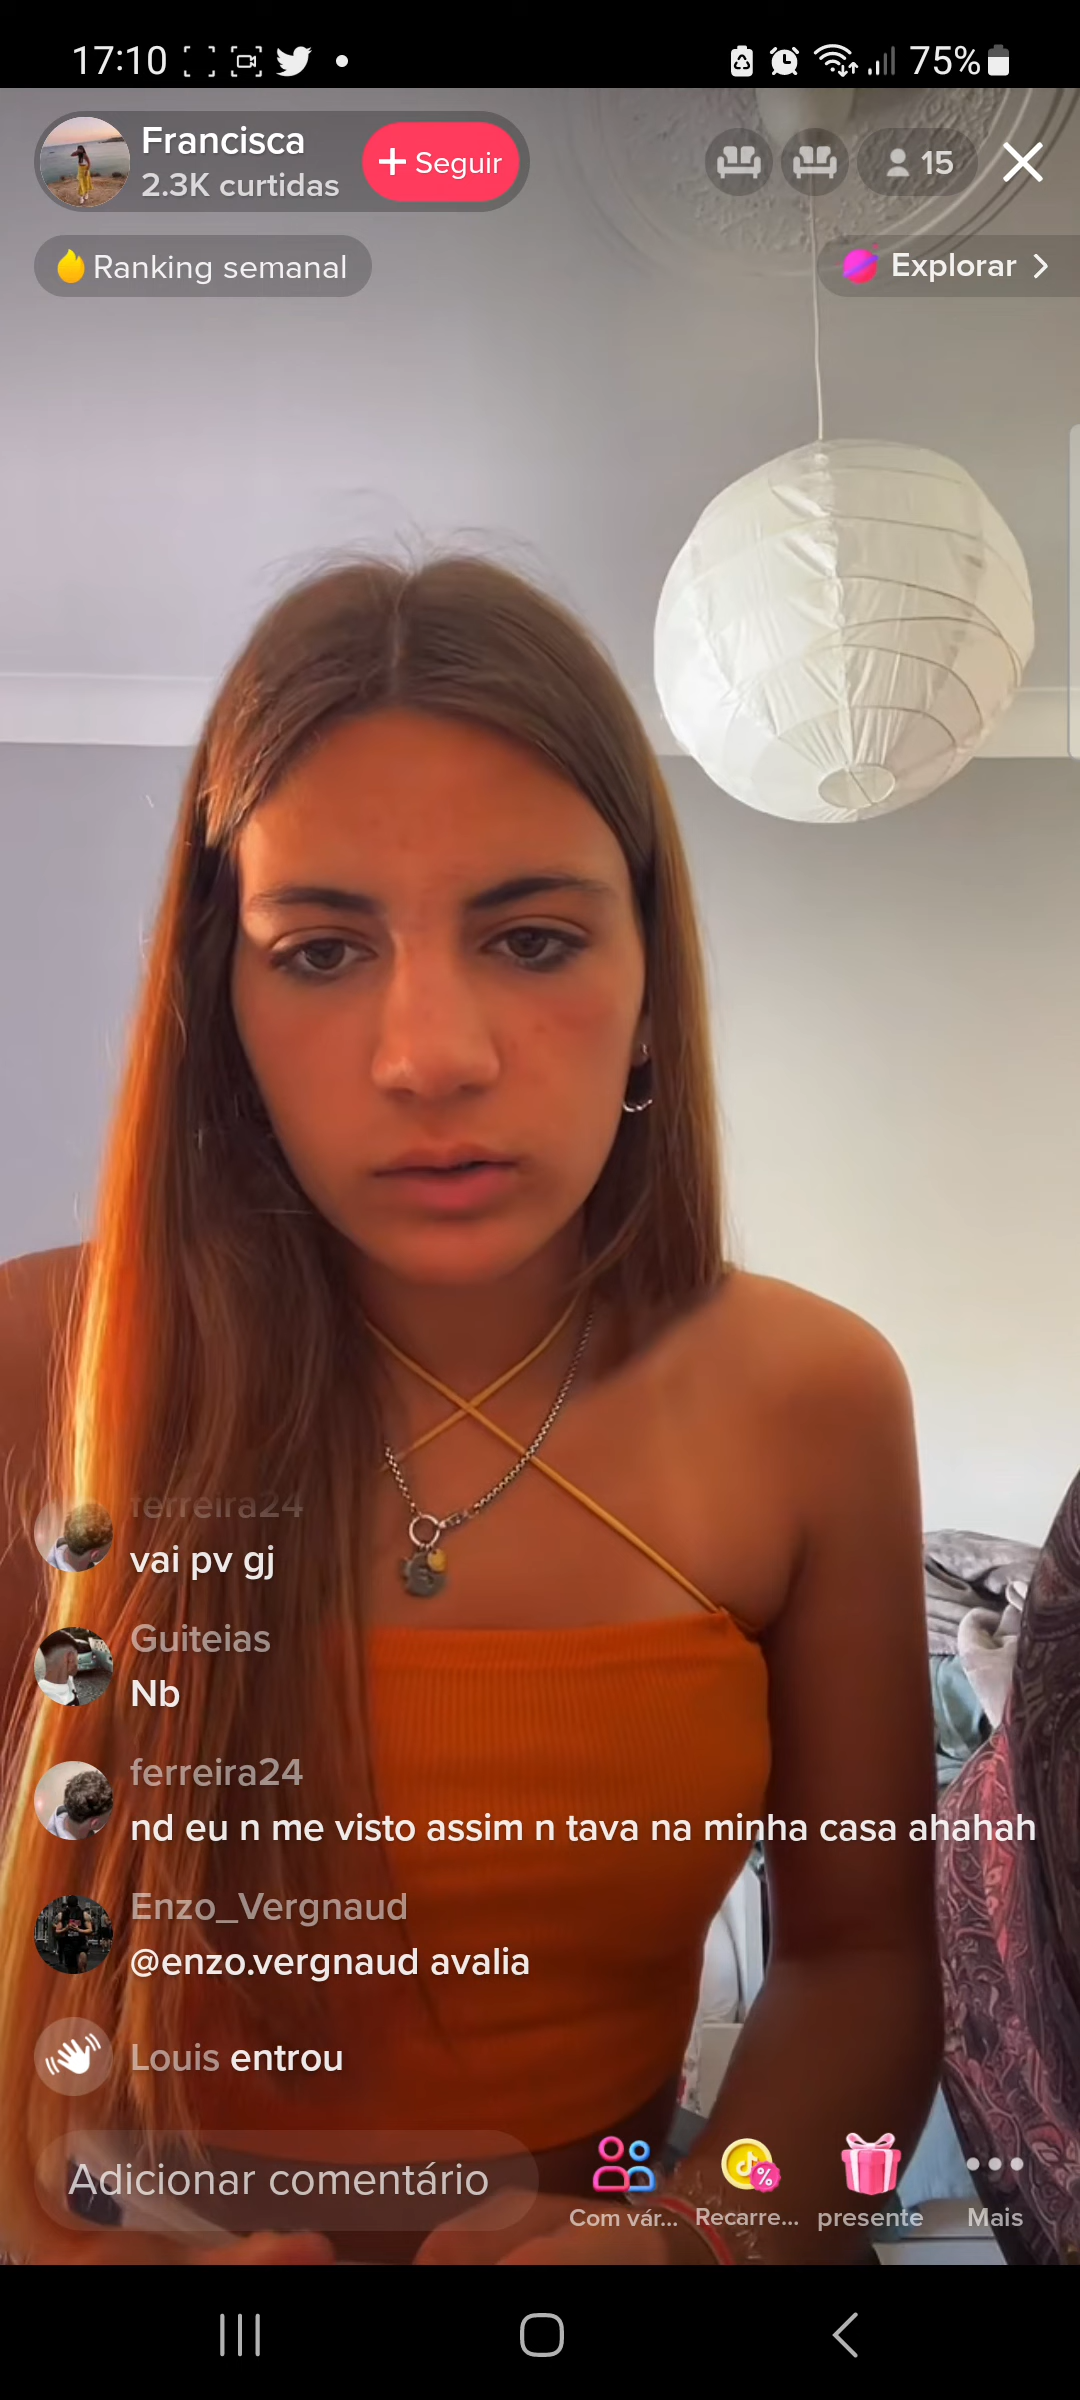 17:10
75%
Francisca
2.3K curtidas
+ Seguir
15
Ranking semanal
Explorar
ferreira24
vai pv gj
Guiteias
Nb
ferreira24
nd eu n me visto assim n tava na minha casa ahahah
Enzo_Vergnaud
@enzo.vergnaud avalia
Louis entrou
Adicionar comentário
Com vár...
Recarre...
presente
Mais